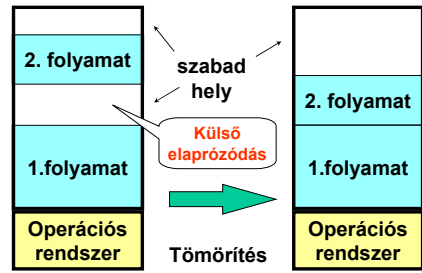 2. folyamat
1.folyamat
Operációs
rendszer
szabad
hely
Külső
elaprózódás
Tömörítés
2. folyamat
1.folyamat
Operációs
rendszer